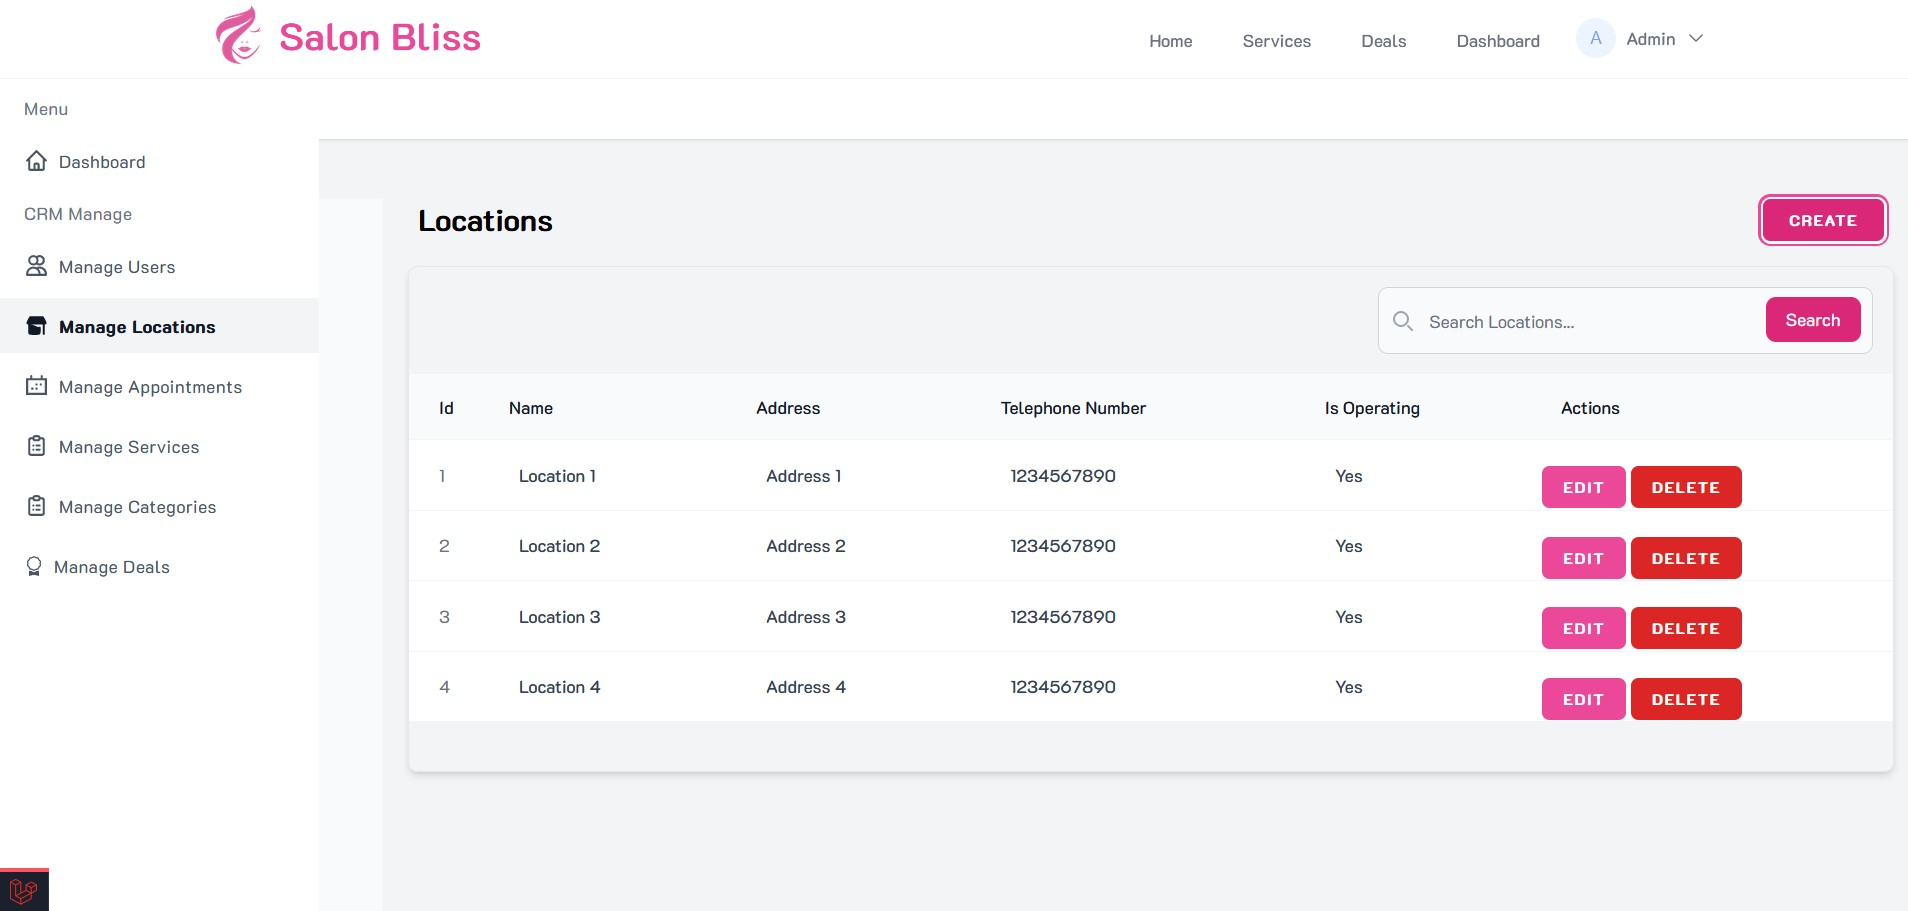 Salon Bliss
Home Services Deals Dashboard A Admin
Menu
Dashboard
CRM Manage
Manage Users
Manage Locations
Manage Appointments
Manage Services
Manage Categories
Manage Deals
Locations
CREATE
Search Locations... Search
Id Name Address Telephone Number Is Operating Actions
1 Location 1 Address 1 1234567890 Yes EDIT DELETE
2 Location 2 Address 2 1234567890 Yes EDIT DELETE
3 Location 3 Address 3 1234567890 Yes EDIT DELETE
4 Location 4 Address 4 1234567890 Yes EDIT DELETE